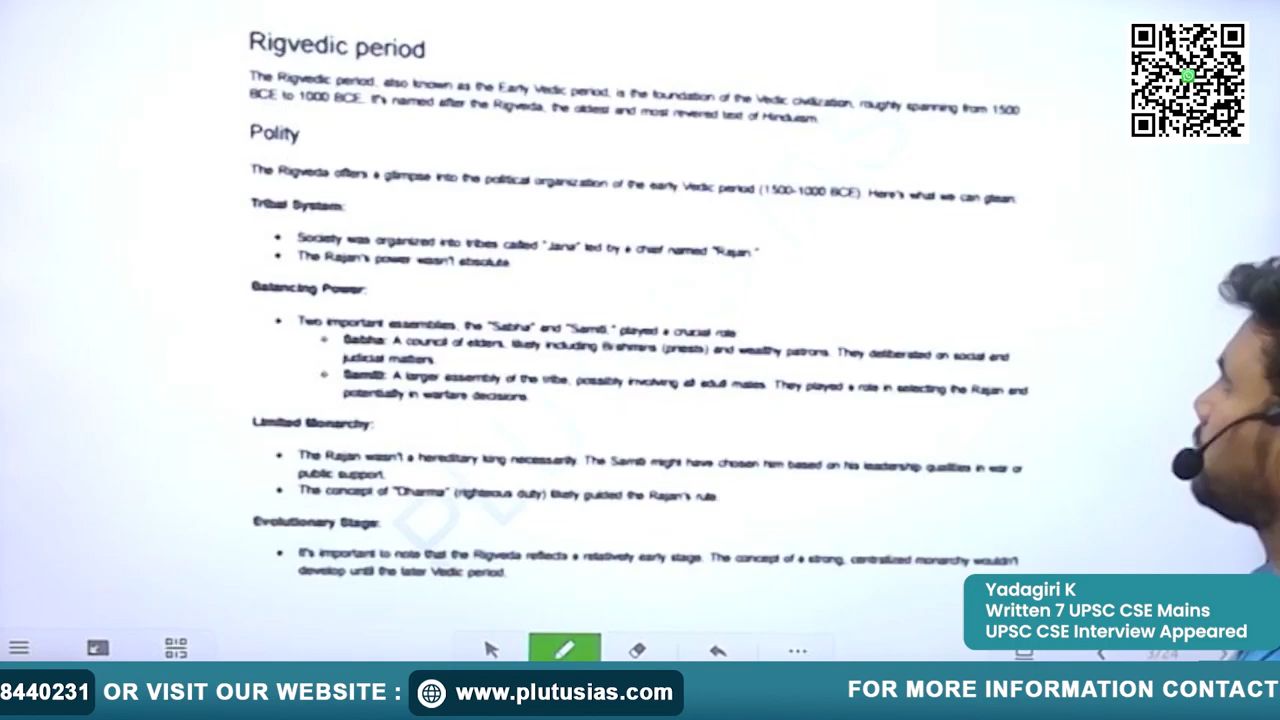 Rigvedic period
The Rigvedic period, also known as the Early Vedic period, is the foundation of the Vedic civilization, roughly spanning from 1500
BCE to 1000 BCE. It's named after the Rigveda, the oldest and most revered text of Hinduism.
Polity
The Rigveda offers a glimpse into the political organization of the early Vedic period (1500-1000 BCE). Here's what we can glean:
Tribal System:
• Society was organized into tribes called "Jana" led by a chief named "Rajan."
• The Rajan's power wasn't absolute.
Balancing Power:
• Two important assemblies, the "Sabha" and "Samiti," played a crucial role
○ Sabha: A council of elders, likely including Brahmins (priests) and wealthy patrons. They deliberated on social and
judicial matters.
○ Samiti: A larger assembly of the tribe, possibly involving all adult males. They played a role in selecting the Rajan and
potentially in warfare decisions.
Limited Monarchy:
• The Rajan wasn't a hereditary king necessarily. The Samiti might have chosen him based on his leadership qualities in war or
public support.
• The concept of "Dharma" (righteous duty) likely guided the Rajan's rule.
Evolutionary Stage:
• It's important to note that the Rigveda reflects a relatively early stage. The concept of a strong, centralized monarchy wouldn't
develop until the later Vedic period.
Yadagiri K
Written 7 UPSC CSE Mains
UPSC CSE Interview Appeared
3/24
8440231 OR VISIT OUR WEBSITE : www.plutusias.com FOR MORE INFORMATION CONTACT